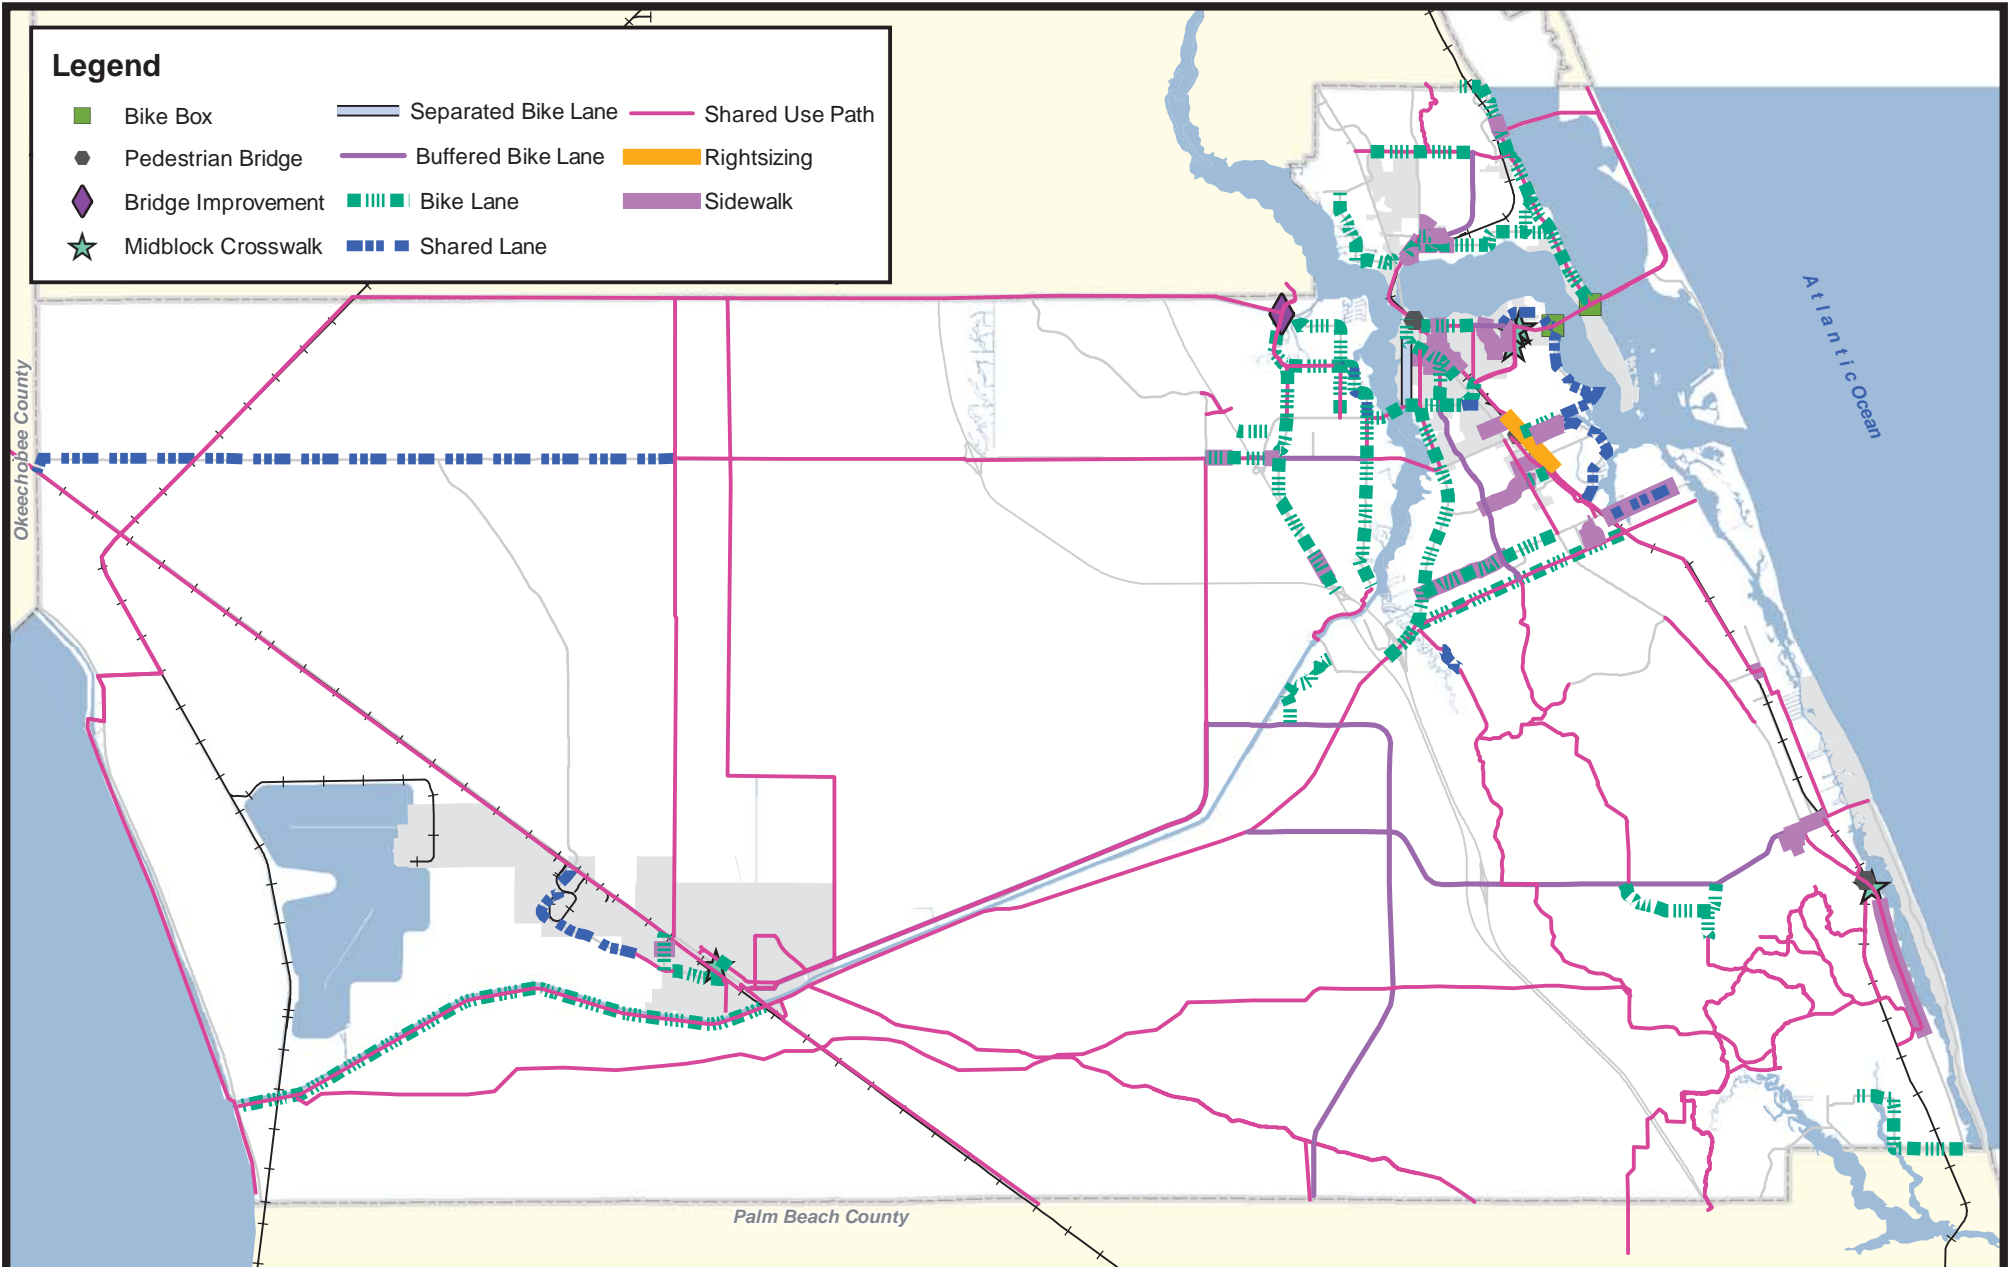 Legend
Bike Box
Separated Bike Lane
Shared Use Path
Pedestrian Bridge
Buffered Bike Lane
Rightsizing
Bridge Improvement
Bike Lane
Sidewalk
Midblock Crosswalk
Shared Lane
Okeechobee County
Atlantic Ocean
Palm Beach County